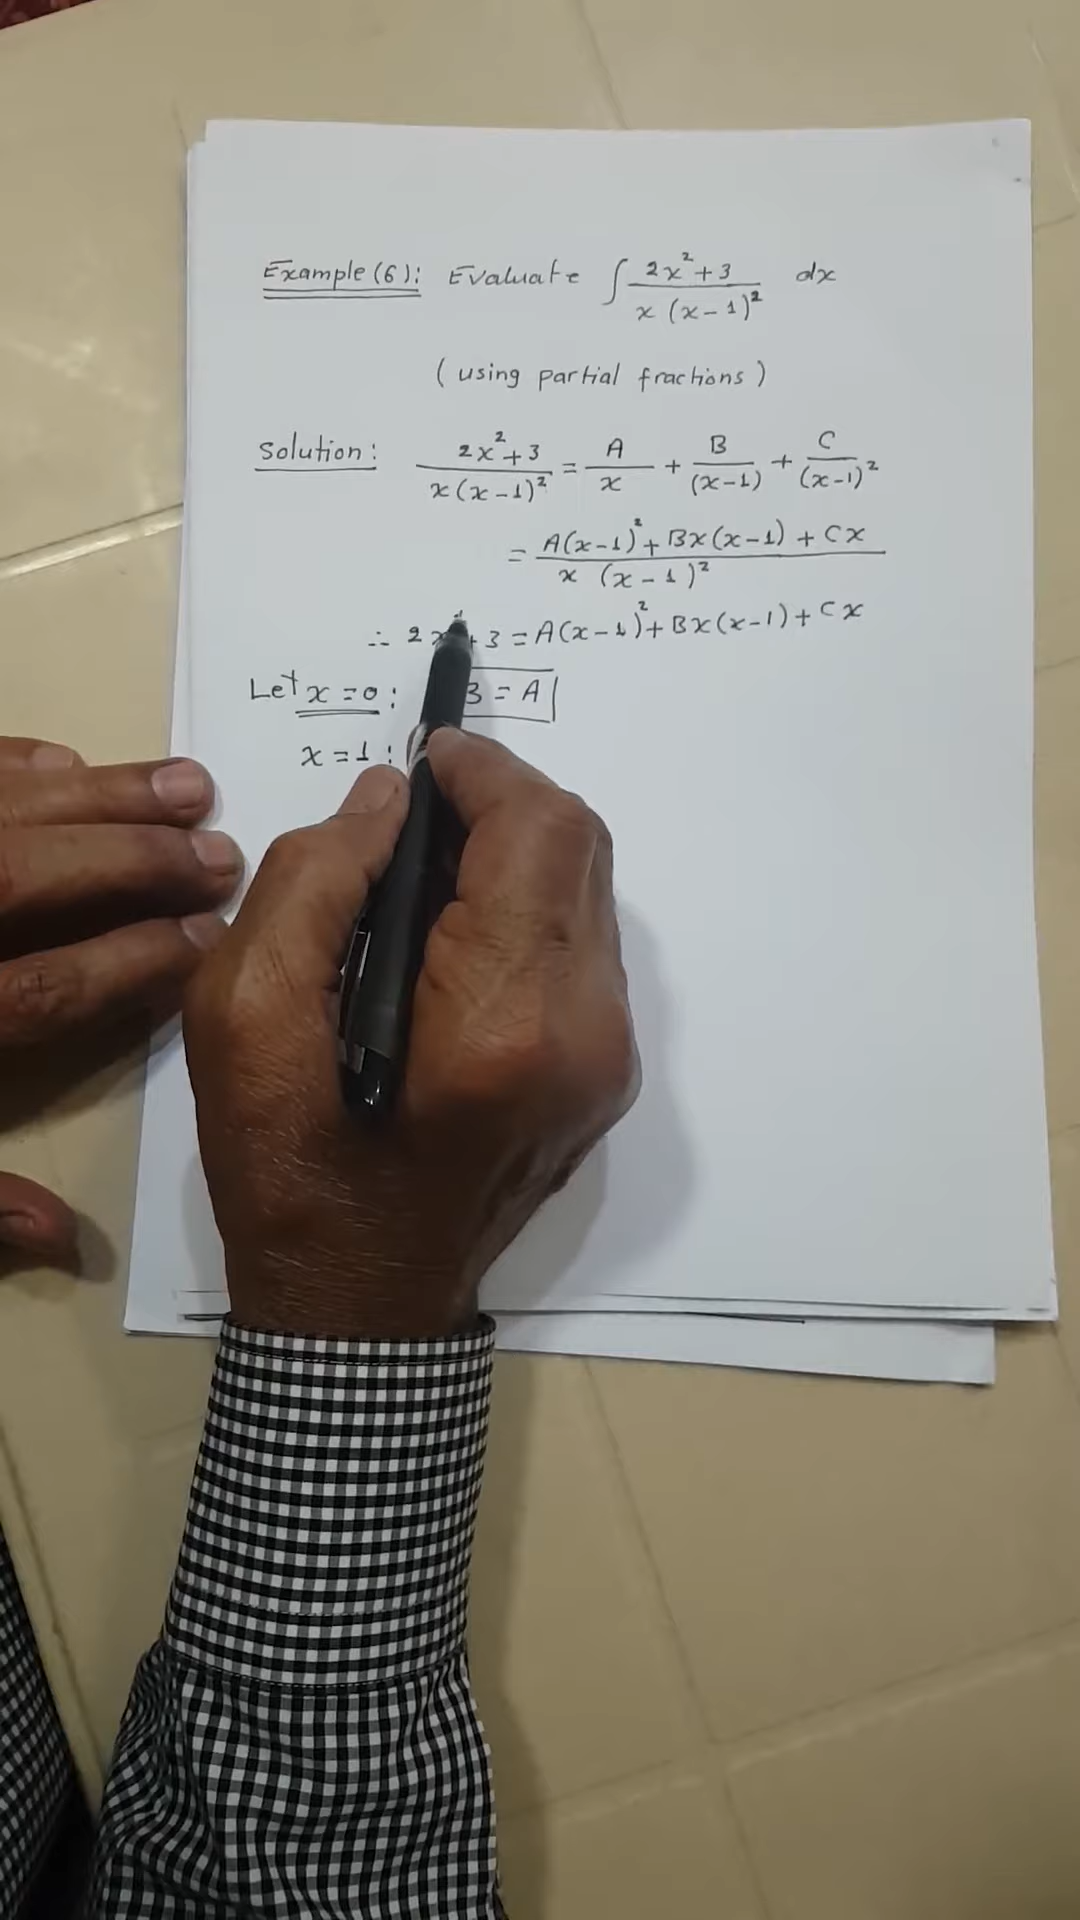 Example (6): Evaluate ∫ (2x²+3)/(x(x-1)²) dx
(using partial fractions)
Solution: (2x²+3)/(x(x-1)²) = A/x + B/(x-1) + C/(x-1)²
= (A(x-1)² + Bx(x-1) + Cx)/(x (x-1)²)
∴ 2x +3 = A(x-1)² + Bx(x-1) + Cx
Let x=0: 3 = A
x=1: